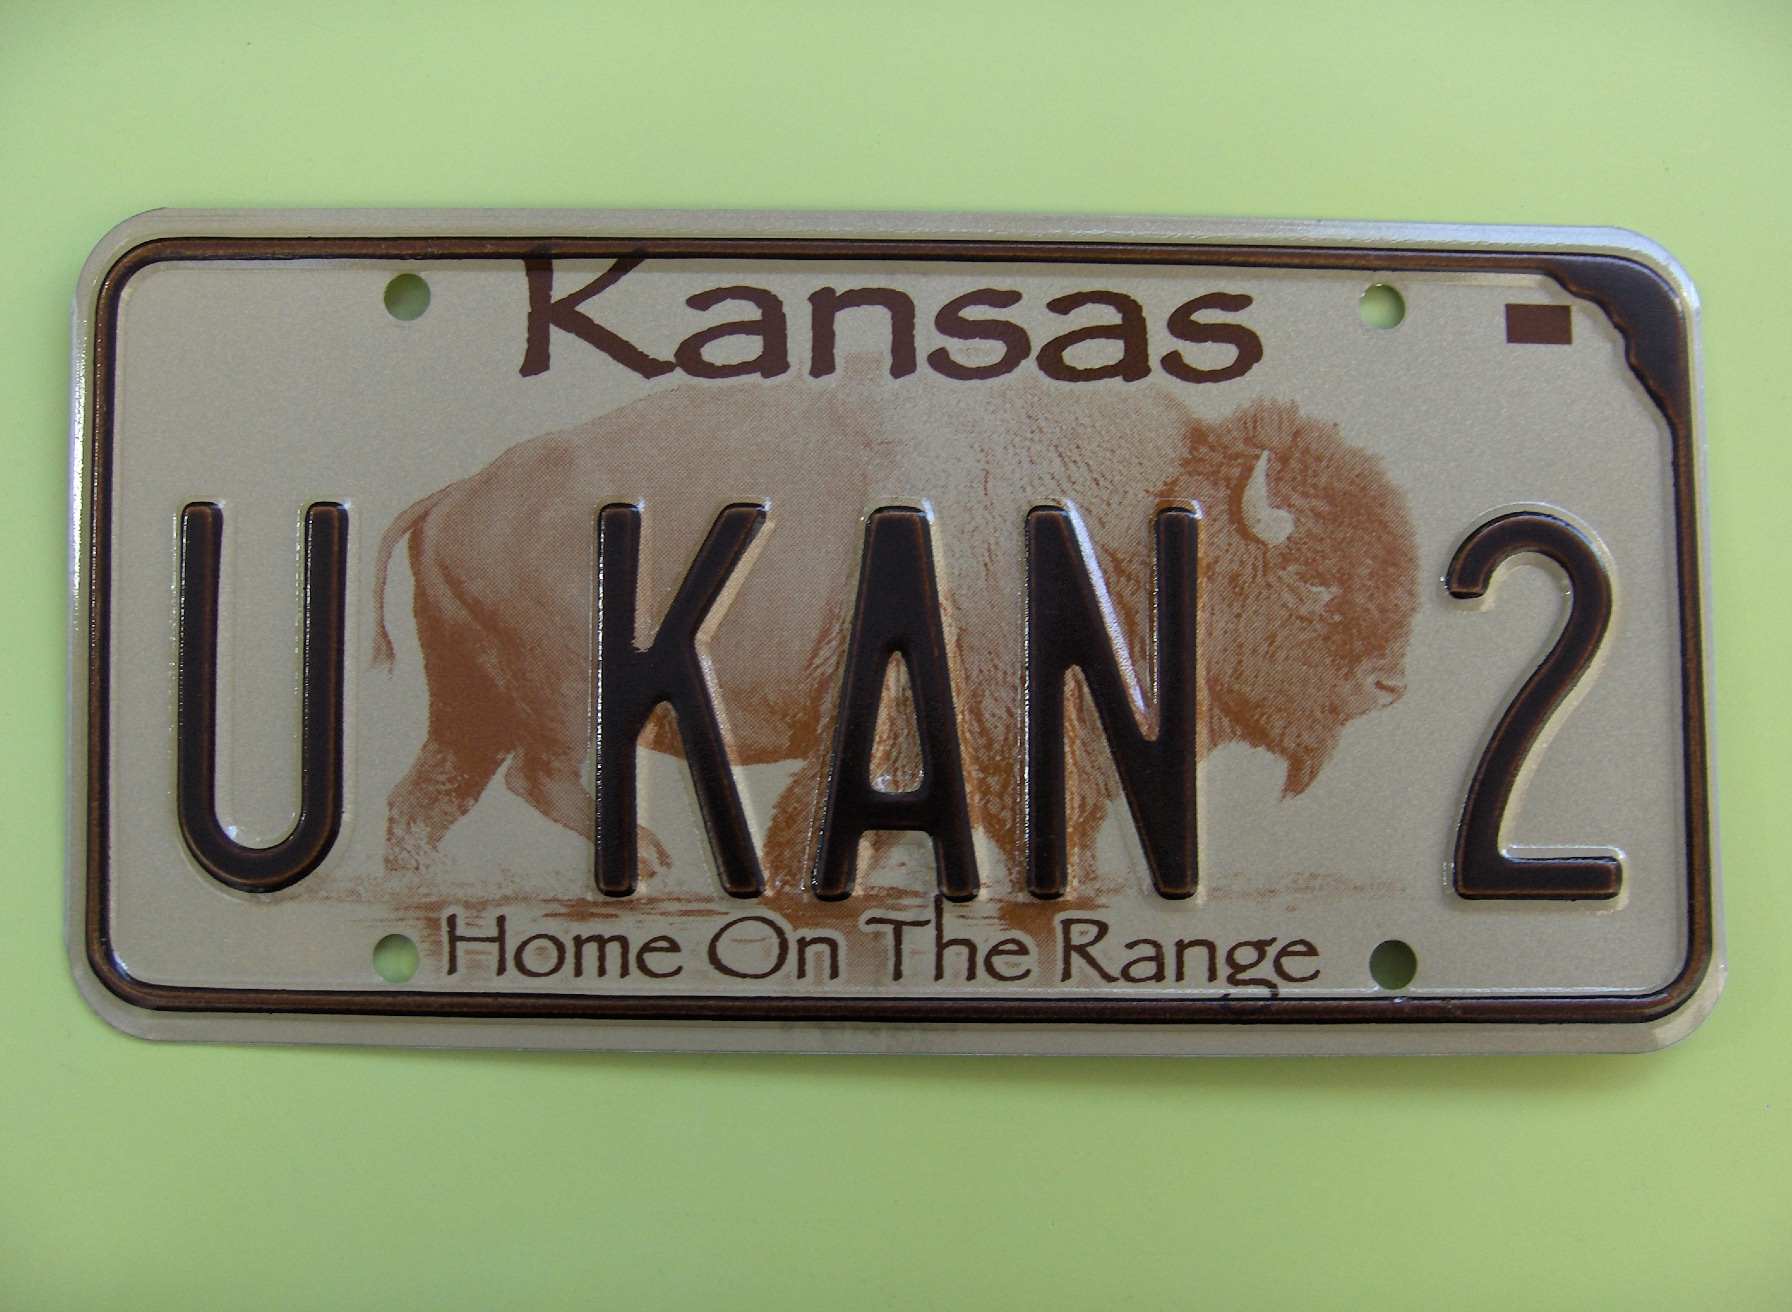 Kansas
U KAN 2
Home On The Range